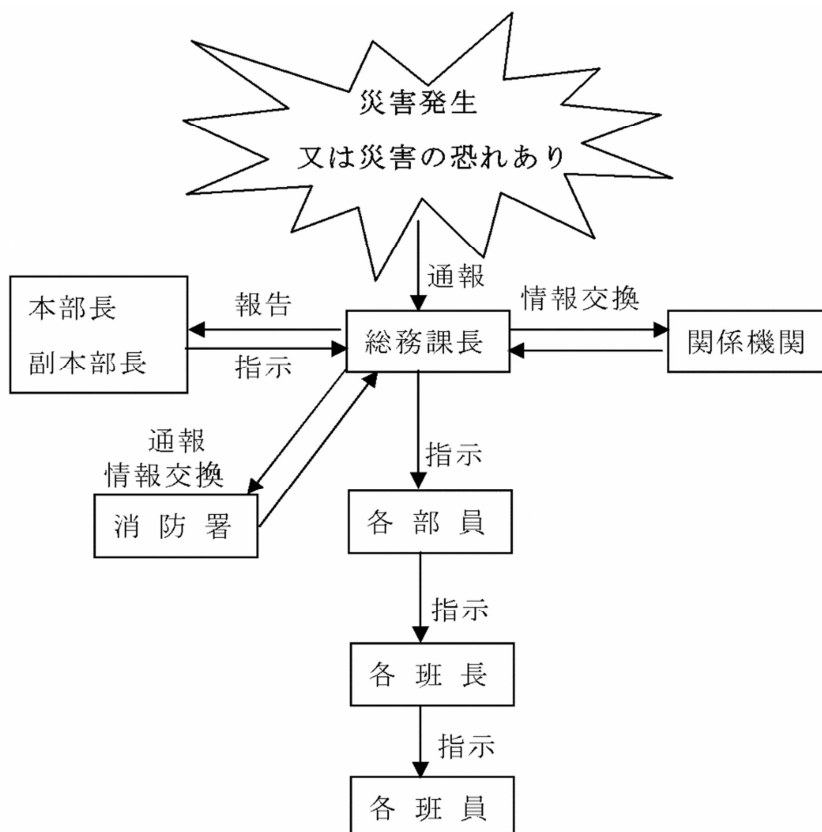 災害発生
又は災害の恐れあり
通報
本部長
副本部長
報告
指示
総務課長
情報交換
関係機関
通報
情報交換
消防署
指示
各部員
指示
各班長
指示
各班員